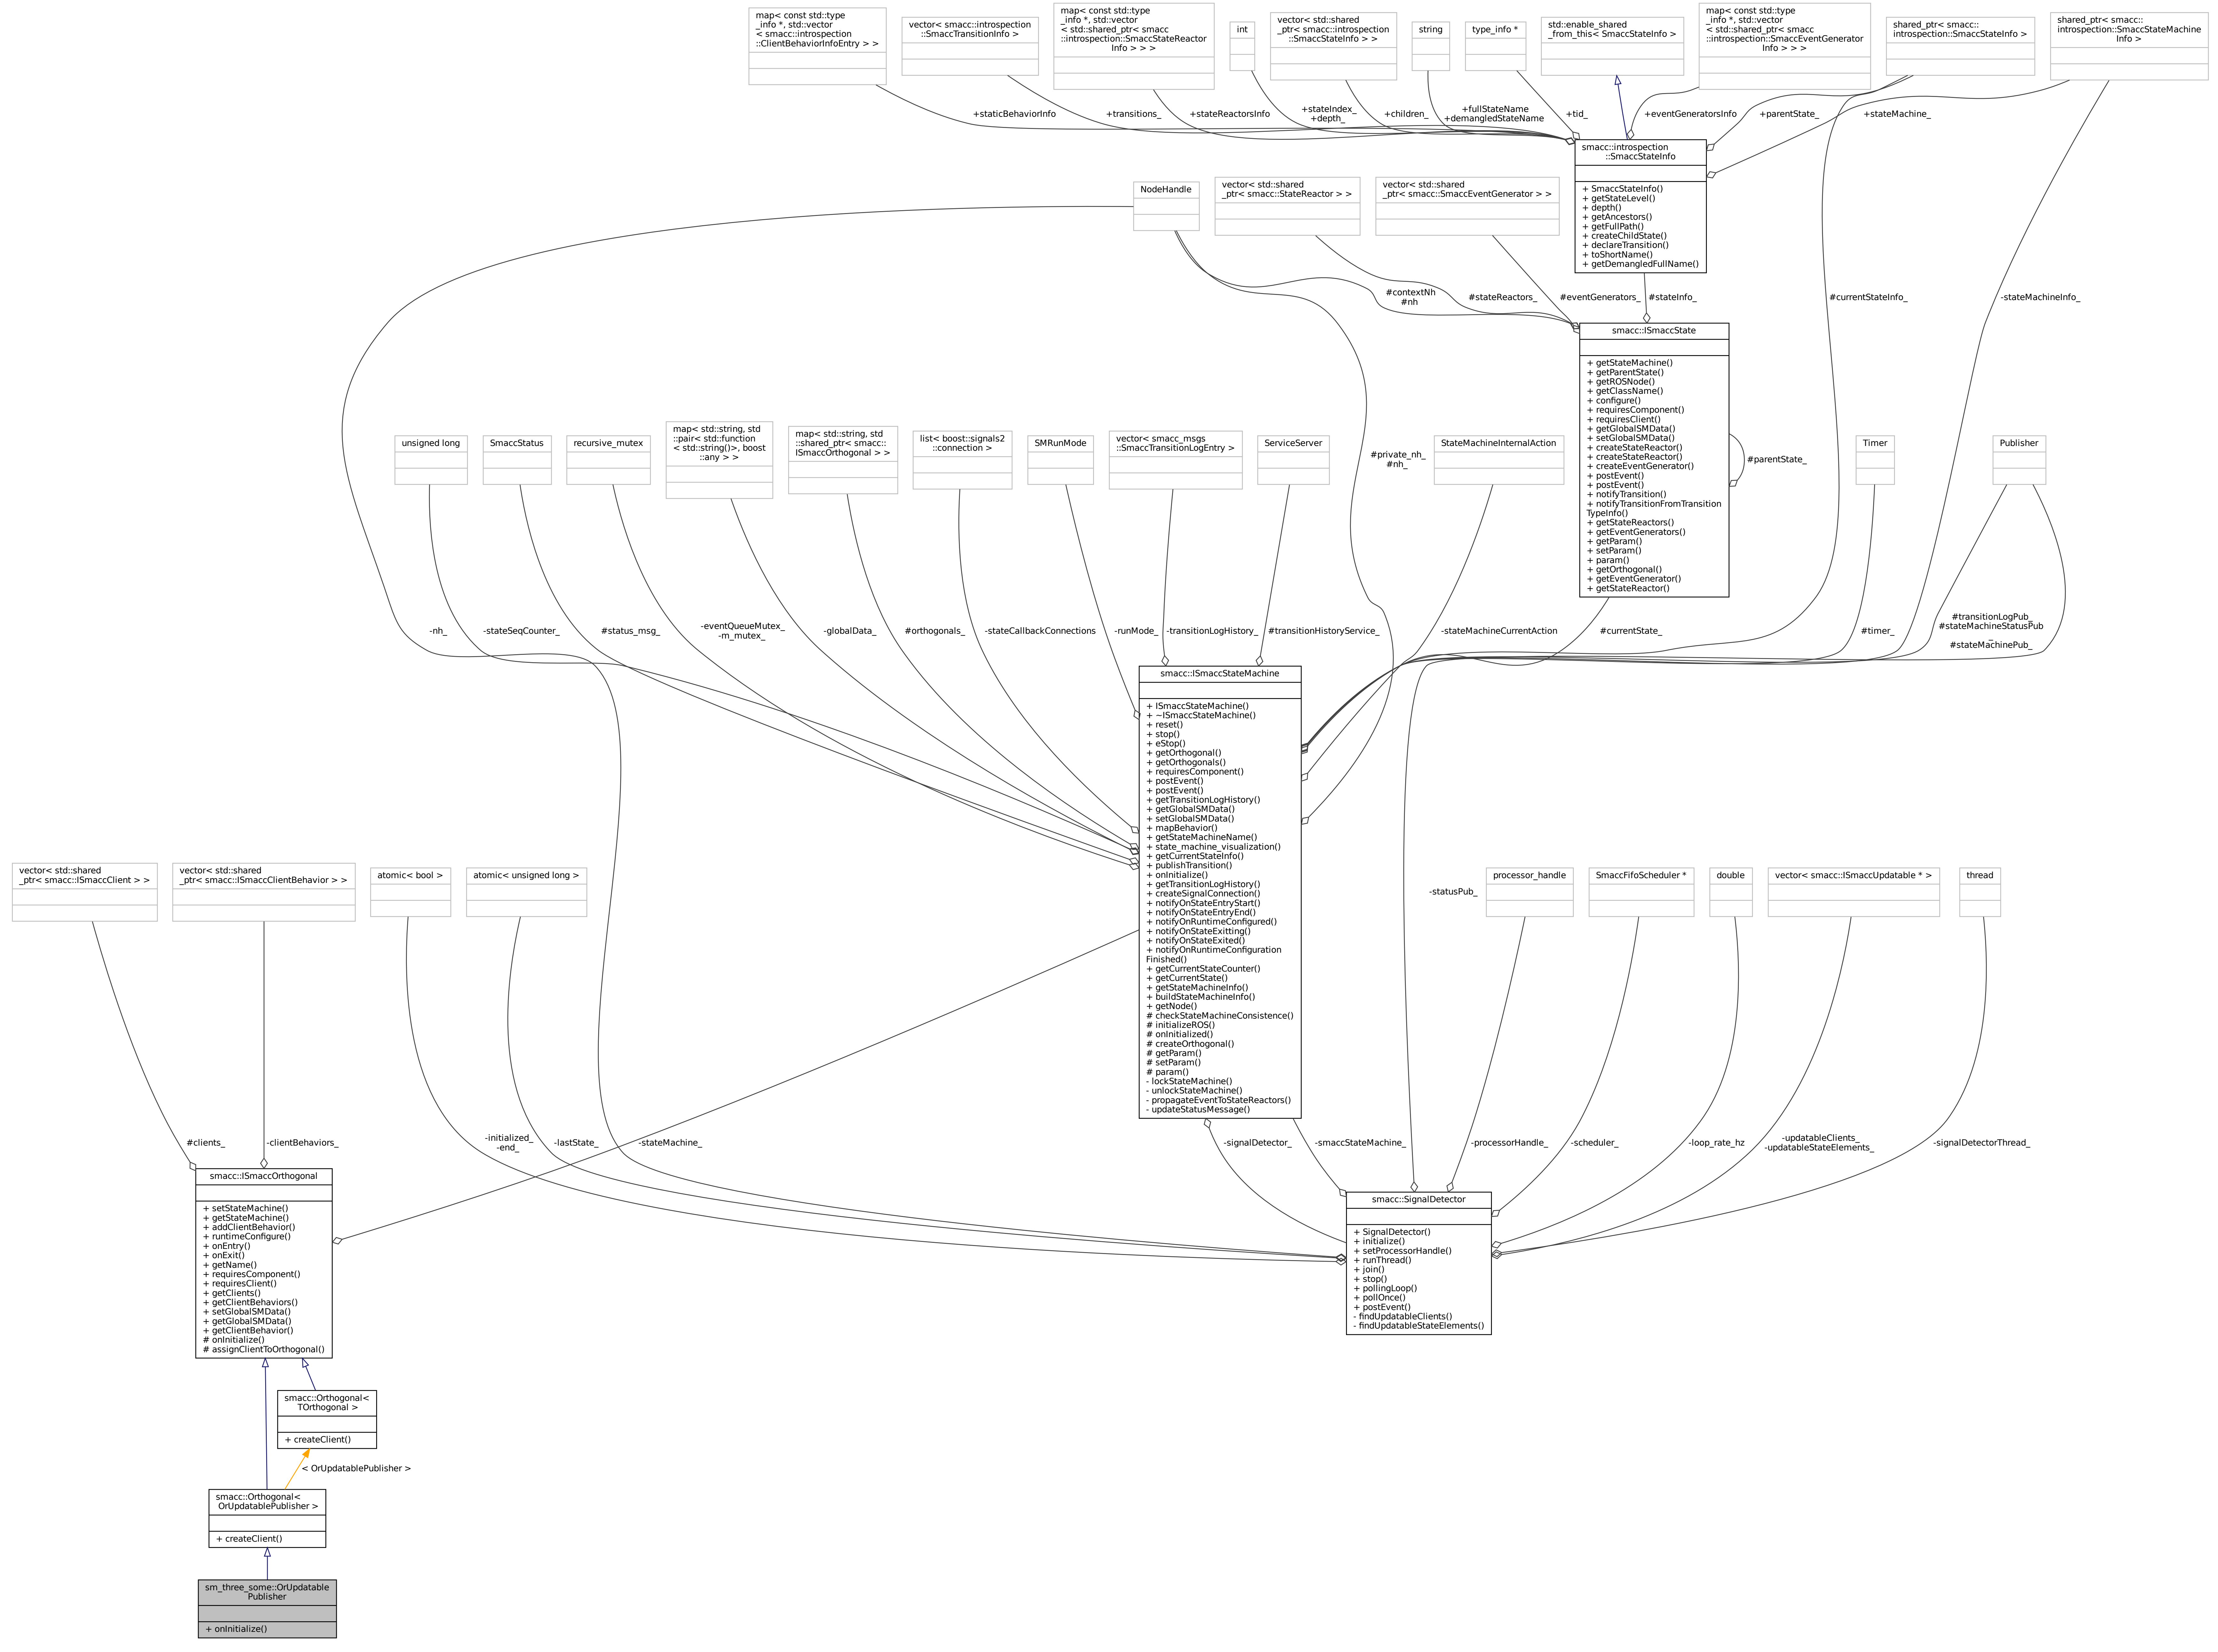 map< const std::type
_info *, std::vector
< smacc::introspection
::ClientBehaviorInfoEntry > >
vector< smacc::introspection
::SmaccTransitionInfo >
map< const std::type
_info *, std::vector
< std::shared_ptr< smacc
::introspection::SmaccStateReactor
Info > > >
int
vector< std::shared
_ptr< smacc::introspection
::SmaccStateInfo > >
string
type_info *
std::enable_shared
_from_this< SmaccStateInfo >
map< const std::type
_info *, std::vector
< std::shared_ptr< smacc
::introspection::SmaccEventGenerator
Info > > >
shared_ptr< smacc::
introspection::SmaccStateInfo >
shared_ptr< smacc::
introspection::SmaccStateMachine
Info >
+staticBehaviorInfo
+transitions_
+stateReactorsInfo
+stateIndex_
+depth_
+children_
+fullStateName
+demangledStateName
+tid_
+eventGeneratorsInfo
+parentState_
+stateMachine_
smacc::introspection
::SmaccStateInfo
+ SmaccStateInfo()
+ getStateLevel()
+ depth()
+ getAncestors()
+ getFullPath()
+ createChildState()
+ declareTransition()
+ toShortName()
+ getDemangledFullName()
NodeHandle
vector< std::shared
_ptr< smacc::StateReactor > >
vector< std::shared
_ptr< smacc::SmaccEventGenerator > >
#contextNh
#nh
#stateReactors_
#eventGenerators_
#stateInfo_
#currentStateInfo_
-stateMachineInfo_
smacc::ISmaccState
+ getStateMachine()
+ getParentState()
+ getROSNode()
+ getClassName()
+ configure()
+ requiresComponent()
+ requiresClient()
+ getGlobalSMData()
+ setGlobalSMData()
+ createStateReactor()
+ createStateReactor()
+ createEventGenerator()
+ postEvent()
+ postEvent()
+ notifyTransition()
+ notifyTransitionFromTransition
TypeInfo()
+ getStateReactors()
+ getEventGenerators()
+ getParam()
+ setParam()
+ param()
+ getOrthogonal()
+ getEventGenerator()
+ getStateReactor()
#parentState_
unsigned long
SmaccStatus
recursive_mutex
map< std::string, std
::pair< std::function
< std::string()>, boost
::any > >
map< std::string, std
::shared_ptr< smacc::
ISmaccOrthogonal > >
list< boost::signals2
::connection >
SMRunMode
vector< smacc_msgs
::SmaccTransitionLogEntry >
ServiceServer
#private_nh_
#nh_
StateMachineInternalAction
Timer
Publisher
-nh_
-stateSeqCounter_
#status_msg_
-eventQueueMutex_
-m_mutex_
-globalData_
#orthogonals_
-stateCallbackConnections
-runMode_
-transitionLogHistory_
#transitionHistoryService_
-stateMachineCurrentAction
#currentState_
#timer_
#transitionLogPub_
#stateMachineStatusPub
_
#stateMachinePub_
smacc::ISmaccStateMachine
+ ISmaccStateMachine()
+ ~ISmaccStateMachine()
+ reset()
+ stop()
+ eStop()
+ getOrthogonal()
+ getOrthogonals()
+ requiresComponent()
+ postEvent()
+ postEvent()
+ getTransitionLogHistory()
+ getGlobalSMData()
+ setGlobalSMData()
+ mapBehavior()
+ getStateMachineName()
+ state_machine_visualization()
+ getCurrentStateInfo()
+ publishTransition()
+ onInitialize()
+ getTransitionLogHistory()
+ createSignalConnection()
+ notifyOnStateEntryStart()
+ notifyOnStateEntryEnd()
+ notifyOnRuntimeConfigured()
+ notifyOnStateExitting()
+ notifyOnStateExited()
+ notifyOnRuntimeConfiguration
Finished()
+ getCurrentStateCounter()
+ getCurrentState()
+ getStateMachineInfo()
+ buildStateMachineInfo()
+ getNode()
# checkStateMachineConsistence()
# initializeROS()
# onInitialized()
# createOrthogonal()
# getParam()
# setParam()
# param()
- lockStateMachine()
- unlockStateMachine()
- propagateEventToStateReactors()
- updateStatusMessage()
vector< std::shared
_ptr< smacc::ISmaccClient > >
vector< std::shared
_ptr< smacc::ISmaccClientBehavior > >
atomic< bool >
atomic< unsigned long >
-statusPub_
processor_handle
SmaccFifoScheduler *
double
vector< smacc::ISmaccUpdatable * >
thread
#clients_
-clientBehaviors_
-initialized_
-end_
-lastState_
-stateMachine_
-signalDetector_
-smaccStateMachine_
-processorHandle_
-scheduler_
-loop_rate_hz
-updatableClients_
-updatableStateElements_
-signalDetectorThread_
smacc::ISmaccOrthogonal
+ setStateMachine()
+ getStateMachine()
+ addClientBehavior()
+ runtimeConfigure()
+ onEntry()
+ onExit()
+ getName()
+ requiresComponent()
+ requiresClient()
+ getClients()
+ getClientBehaviors()
+ setGlobalSMData()
+ getGlobalSMData()
+ getClientBehavior()
# onInitialize()
# assignClientToOrthogonal()
smacc::SignalDetector
+ SignalDetector()
+ initialize()
+ setProcessorHandle()
+ runThread()
+ join()
+ stop()
+ pollingLoop()
+ pollOnce()
+ postEvent()
- findUpdatableClients()
- findUpdatableStateElements()
smacc::Orthogonal<
TOrthogonal >
+ createClient()
< OrUpdatablePublisher >
smacc::Orthogonal<
OrUpdatablePublisher >
+ createClient()
sm_three_some::OrUpdatable
Publisher
+ onInitialize()